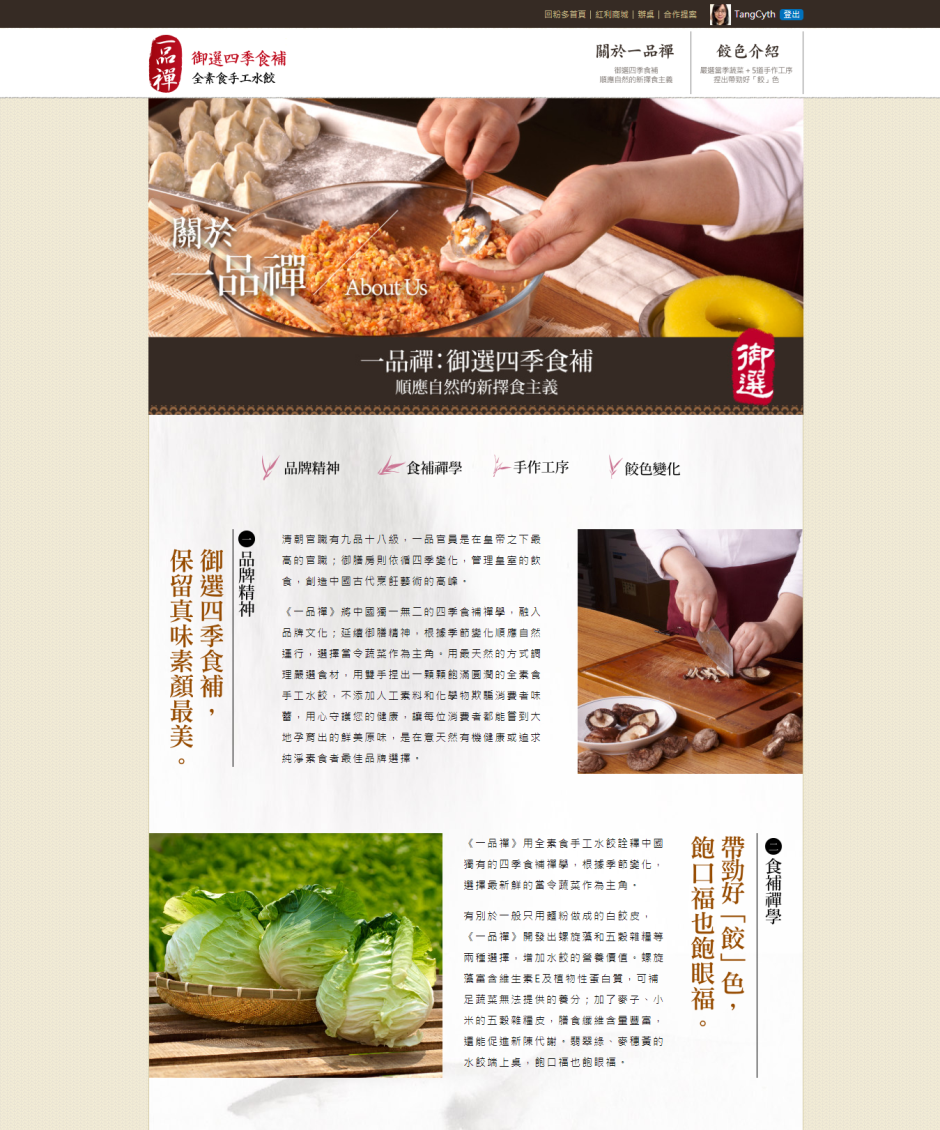 回粉多首頁 | 紅利商城 | 辦桌 | 合作提案 TangCyth 登出
一品禪
御選四季食補
全素食手工水餃
關於一品禪
御選四季食補
順應自然的新擇食主義
餃色介紹
嚴選當季蔬菜 + 5道手作工序
捏出帶勁好「餃」色
關於
一品禪
About Us
一品禪:御選四季食補
順應自然的新擇食主義
御選
品牌精神 食補禪學 手作工序 餃色變化
一品牌精神
御選四季食補，
保留真味素顏最美。
清朝官職有九品十八級，一品官員是在皇帝之下最
高的官職；御膳房則依循四季變化，管理皇室的飲
食，創造中國古代烹飪藝術的高峰。
《一品禪》將中國獨一無二的四季食補禪學，融入
品牌文化；延續御膳精神，根據季節變化順應自然
運行，選擇當令蔬菜作為主角。用最天然的方式調
理嚴選食材，用雙手捏出一顆顆飽滿圓潤的全素食
手工水餃，不添加人工素料和化學物欺騙消費者味
蕾，用心守護您的健康，讓每位消費者都能嘗到大
地孕育出的鮮美原味，是在意天然有機健康或追求
純淨素食者最佳品牌選擇。
二食補禪學
帶勁好「餃」色，
飽口福也飽眼福。
《一品禪》用全素食手工水餃詮釋中國
獨有的四季食補禪學，根據季節變化，
選擇最新鮮的當令蔬菜作為主角。
有別於一般只用麵粉做成的白餃皮，
《一品禪》開發出螺旋藻和五穀雜糧等
兩種選擇，增加水餃的營養價值。螺旋
藻富含維生素E及植物性蛋白質，可補
足蔬菜無法提供的養分；加了麥子、小
米的五穀雜糧皮，膳食纖維含量豐富，
還能促進新陳代謝。翡翠綠、麥穗黃的
水餃端上桌，飽口福也飽眼福。